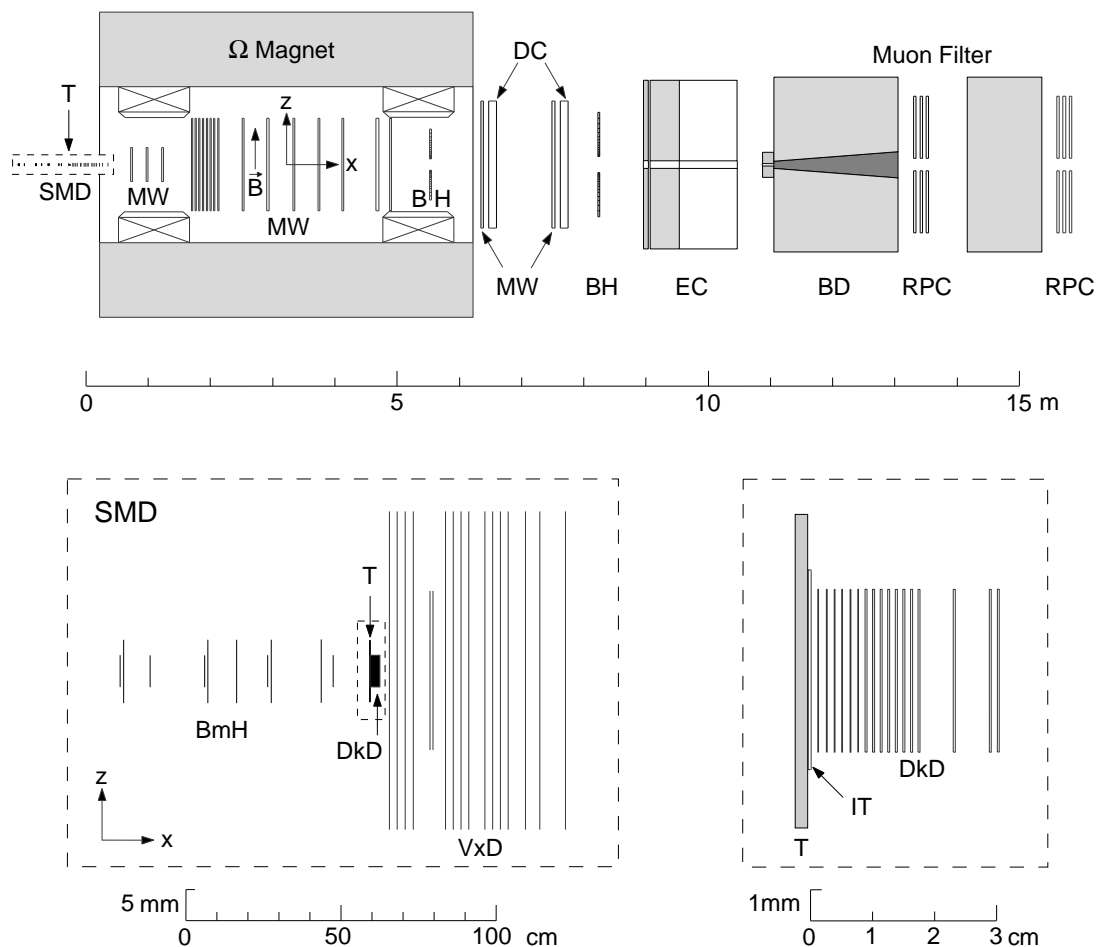 Ω Magnet
DC
Muon Filter
T
z
x
B
SMD
MW
MW
B H
MW
BH
EC
BD
RPC
RPC
0
5
10
15 m
SMD
T
BmH
DkD
z
x
VxD
5 mm
0
50
100
cm
DkD
IT
T
1mm
0
1
2
3
cm